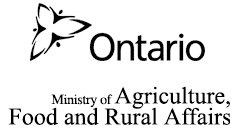 Ontario
Ministry of Agriculture,
Food and Rural Affairs